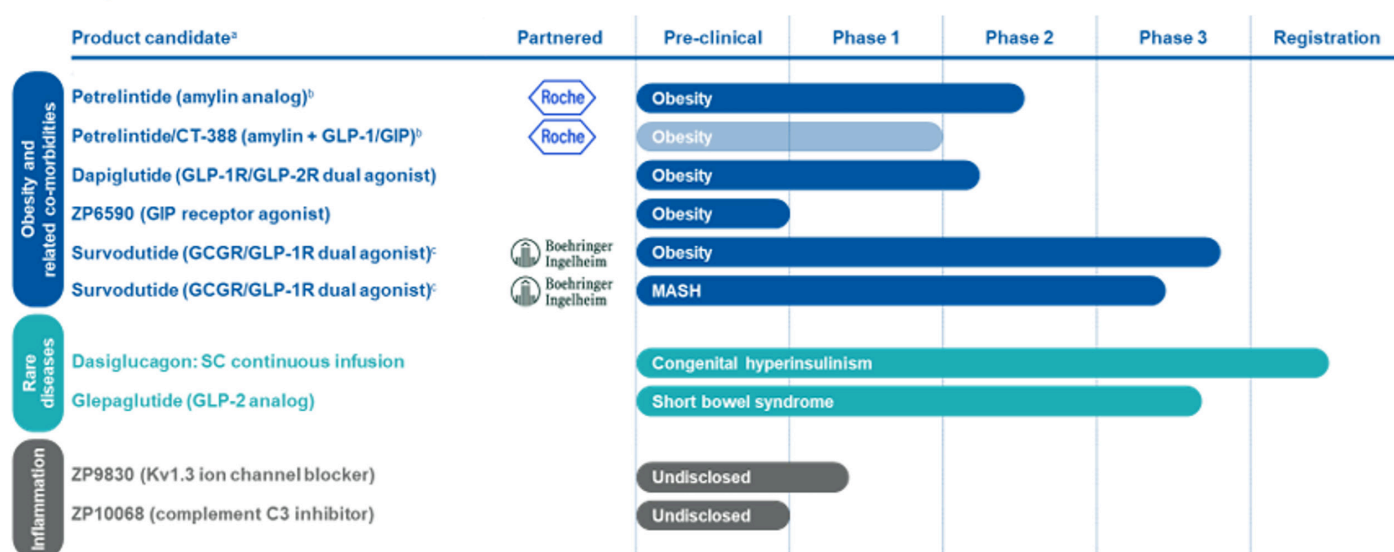 Product candidateᵃ Partnered Pre-clinical Phase 1 Phase 2 Phase 3 Registration
Obesity and
related co-morbidities
Petrelintide (amylin analog)ᵇ Roche Obesity
Petrelintide/CT-388 (amylin + GLP-1/GIP)ᵇ Roche Obesity
Dapiglutide (GLP-1R/GLP-2R dual agonist) Obesity
ZP6590 (GIP receptor agonist) Obesity
Survodutide (GCGR/GLP-1R dual agonist)ᶜ Boehringer Ingelheim Obesity
Survodutide (GCGR/GLP-1R dual agonist)ᶜ Boehringer Ingelheim MASH
Rare
diseases
Dasiglucagon: SC continuous infusion Congenital hyperinsulinism
Glepaglutide (GLP-2 analog) Short bowel syndrome
Inflammation
ZP9830 (Kv1.3 ion channel blocker) Undisclosed
ZP10068 (complement C3 inhibitor) Undisclosed